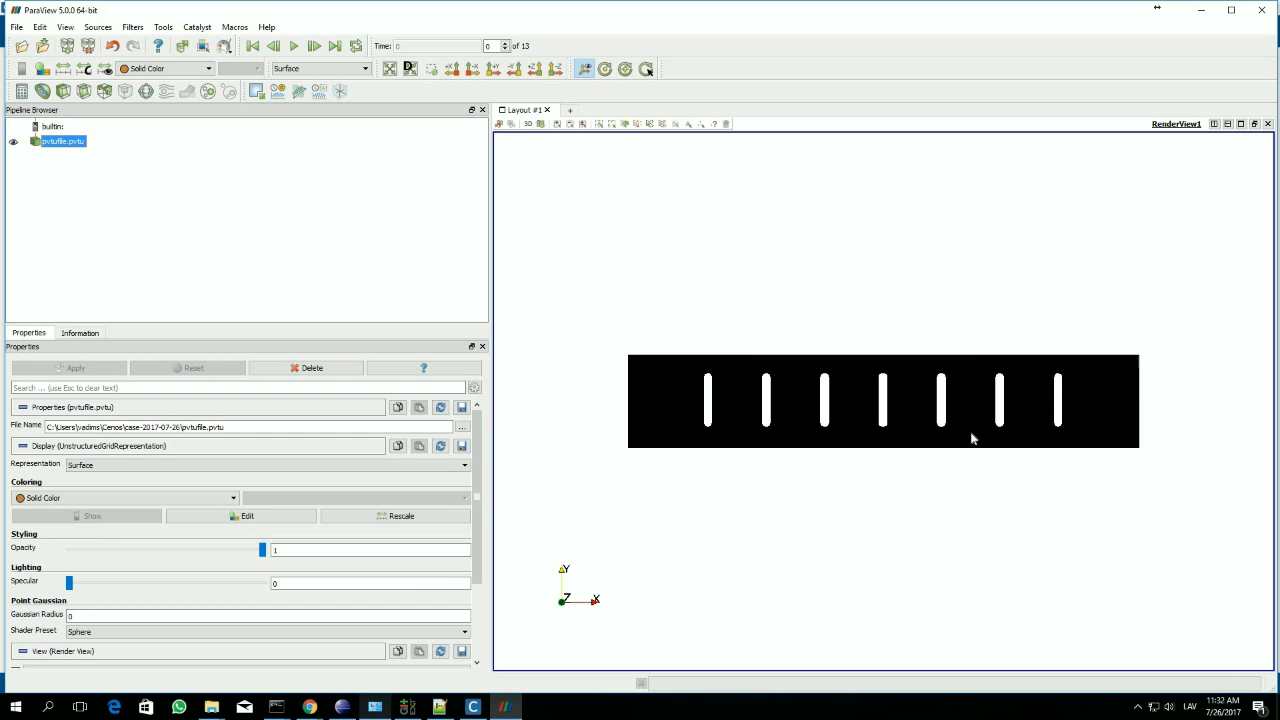 ParaView 5.0.0 64-bit
File Edit View Sources Filters Tools Catalyst Macros Help
Time: 0 0 of 13
Solid Color Surface
Pipeline Browser
Layout #1
builtin:
pvtufile.pvtu
3D RenderView1
Properties Information
Properties
Apply Reset Delete ?
Search ... (use Esc to clear text)
Properties (pvtufile.pvtu)
File Name C:\Users\vadims\Cenos\case-2017-07-26\pvtufile.pvtu ...
Display (UnstructuredGridRepresentation)
Representation Surface
Coloring
Solid Color
Show Edit Rescale
Styling
Opacity 1
Lighting
Specular 0
Point Gaussian
Gaussian Radius 0
Shader Preset Sphere
View (Render View)
Y
Z X
11:32 AM
LAV
7/26/2017